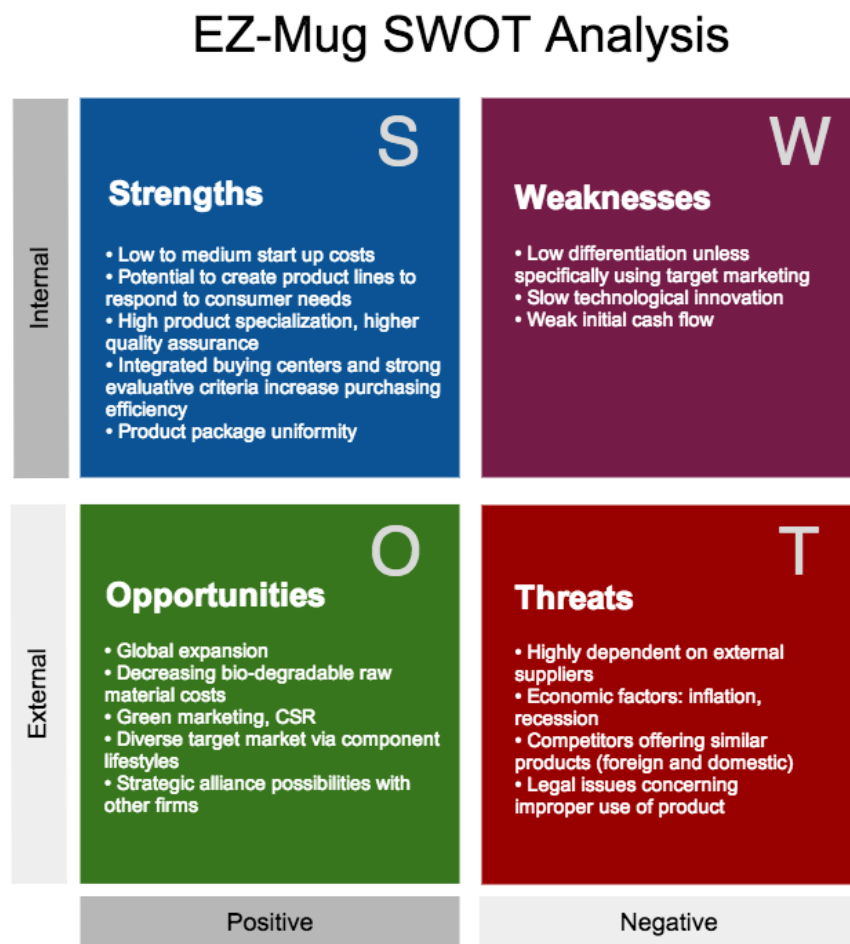 EZ-Mug SWOT Analysis
Internal
S
Strengths
• Low to medium start up costs
• Potential to create product lines to
respond to consumer needs
• High product specialization, higher
quality assurance
• Integrated buying centers and strong
evaluative criteria increase purchasing
efficiency
• Product package uniformity
W
Weaknesses
• Low differentiation unless
specifically using target marketing
• Slow technological innovation
• Weak initial cash flow
External
O
Opportunities
• Global expansion
• Decreasing bio-degradable raw
material costs
• Green marketing, CSR
• Diverse target market via component
lifestyles
• Strategic alliance possibilities with
other firms
T
Threats
• Highly dependent on external
suppliers
• Economic factors: inflation,
recession
• Competitors offering similar
products (foreign and domestic)
• Legal issues concerning
improper use of product
Positive
Negative